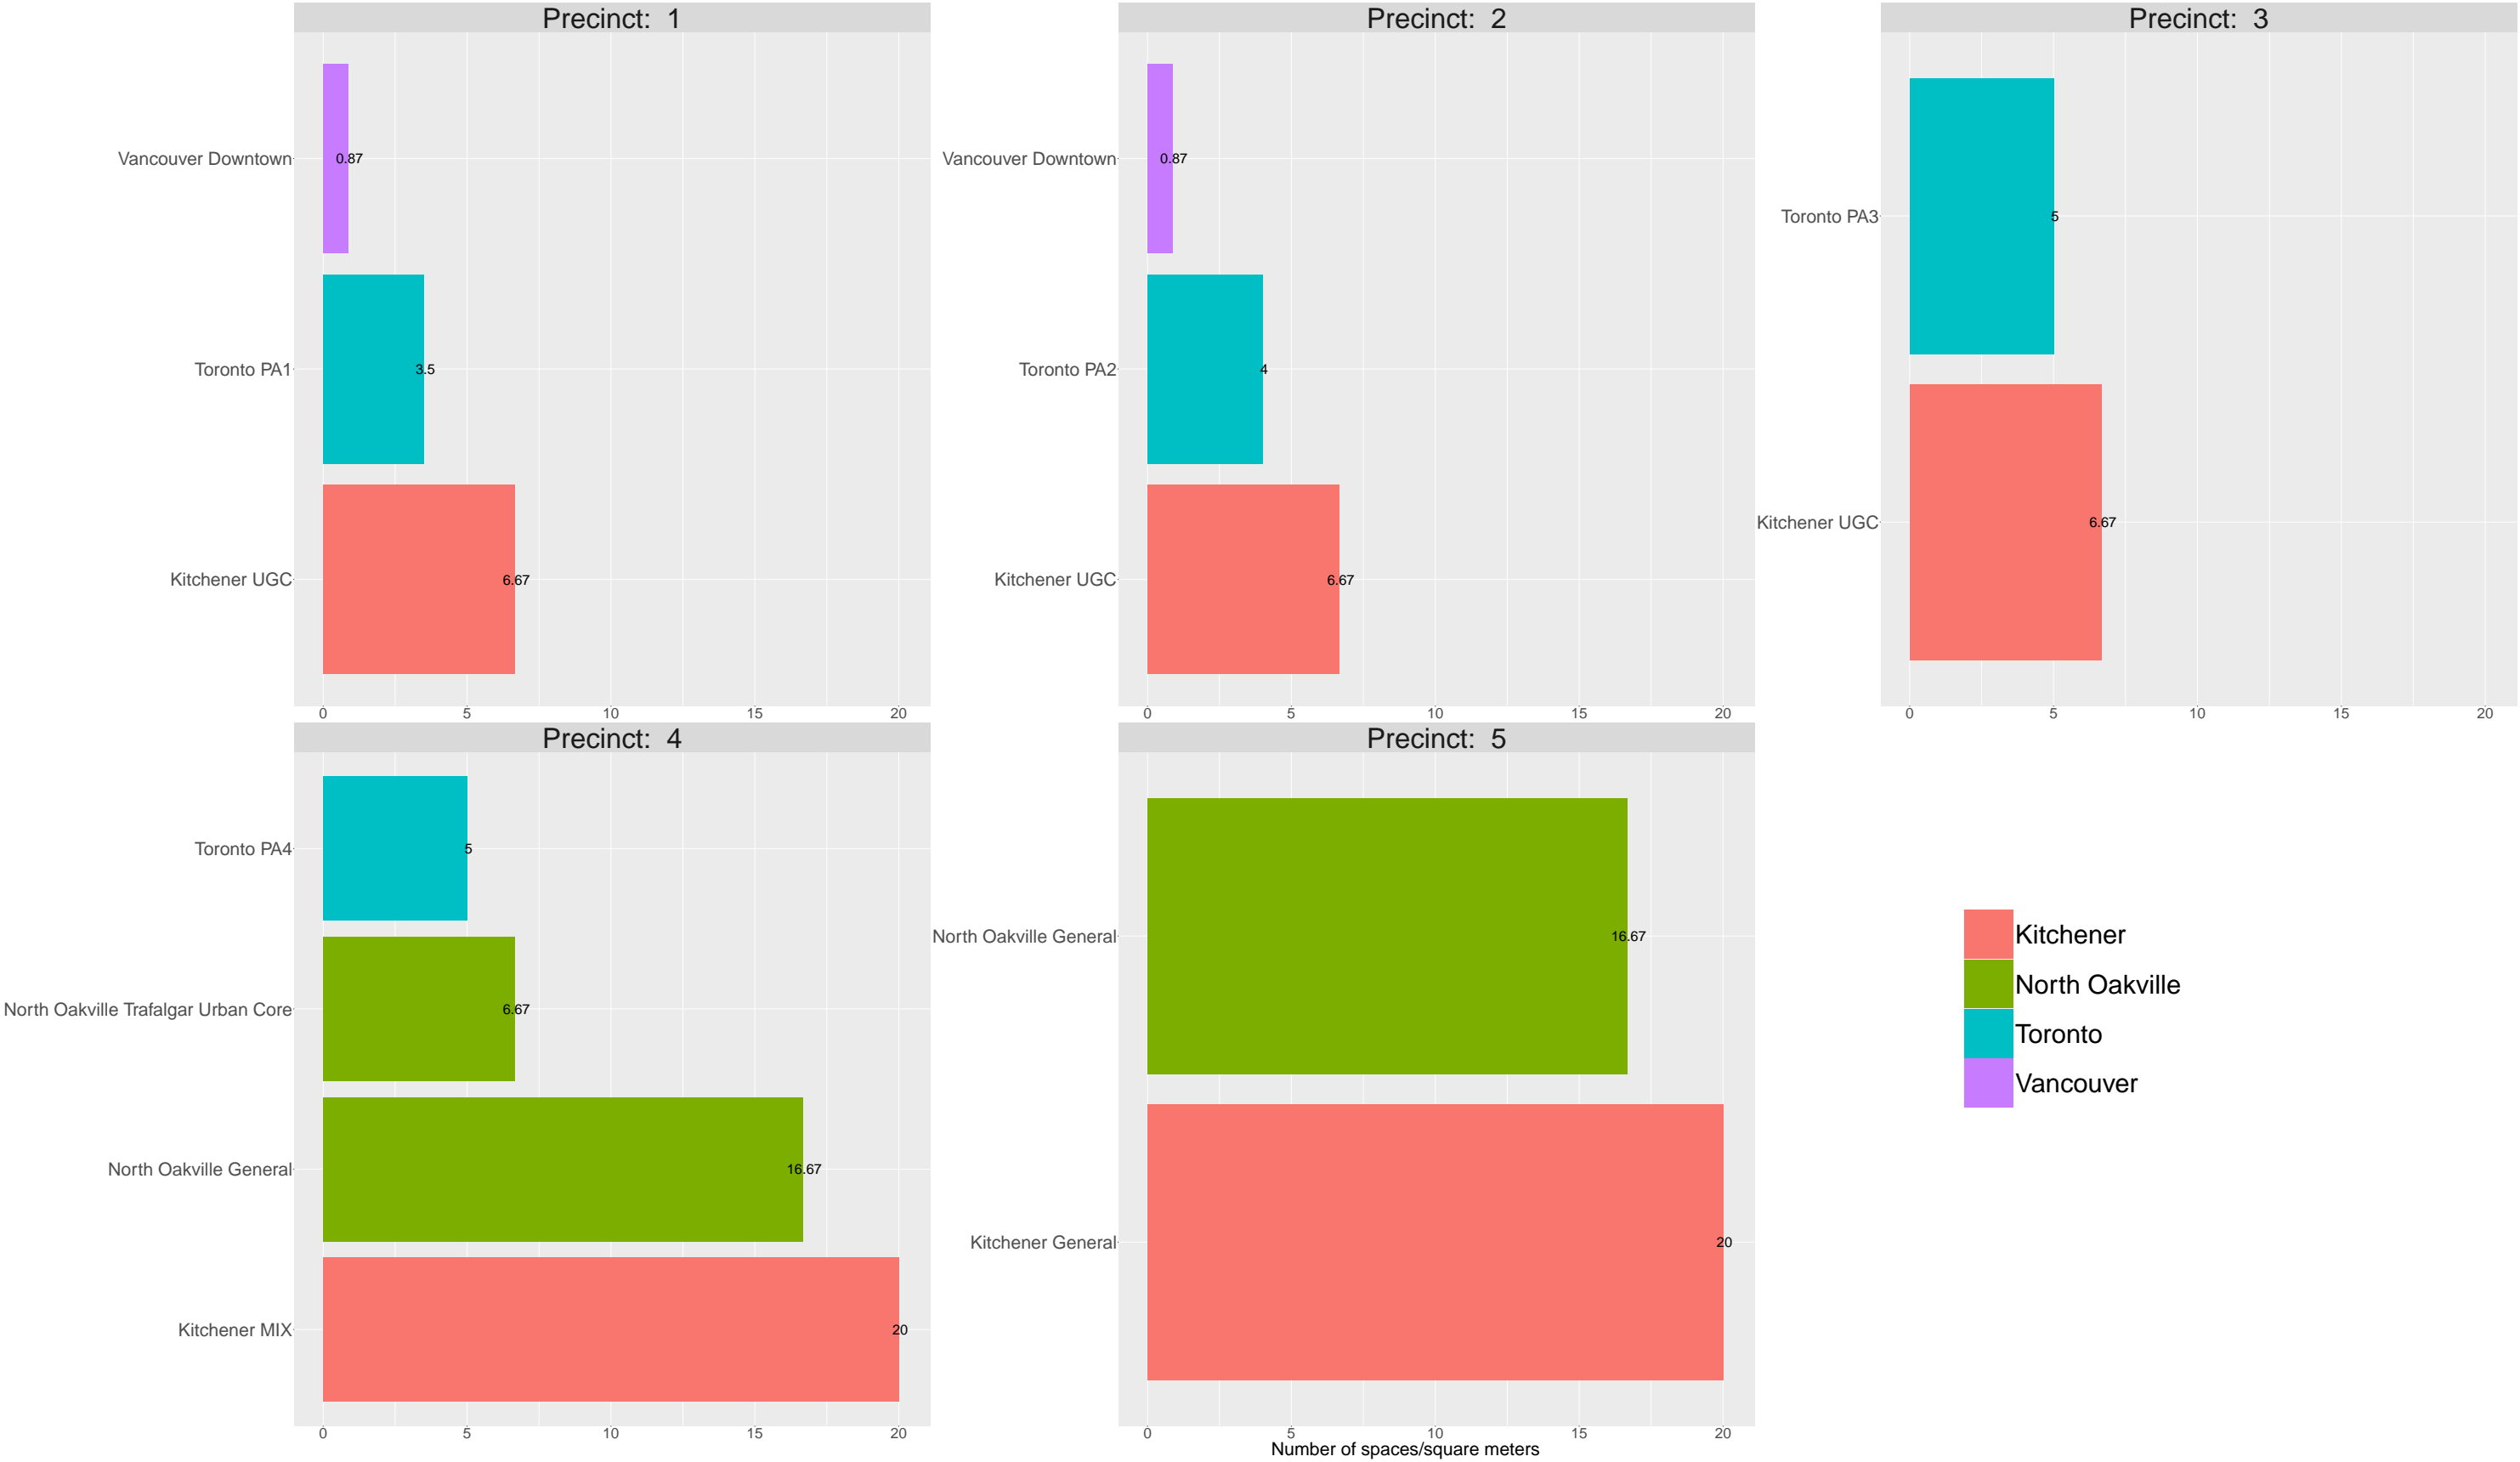 Precinct:  1
Vancouver Downtown
0.87
Toronto PA1
3.5
Kitchener UGC
6.67
0 5 10 15 20
Precinct:  2
Vancouver Downtown
0.87
Toronto PA2
4
Kitchener UGC
6.67
0 5 10 15 20
Precinct:  3
Toronto PA3
5
Kitchener UGC
6.67
0 5 10 15 20
Precinct:  4
Toronto PA4
5
North Oakville Trafalgar Urban Core
6.67
North Oakville General
16.67
Kitchener MIX
20
0 5 10 15 20
Precinct:  5
North Oakville General
16.67
Kitchener General
20
0 5 10 15 20
Number of spaces/square meters
Kitchener
North Oakville
Toronto
Vancouver